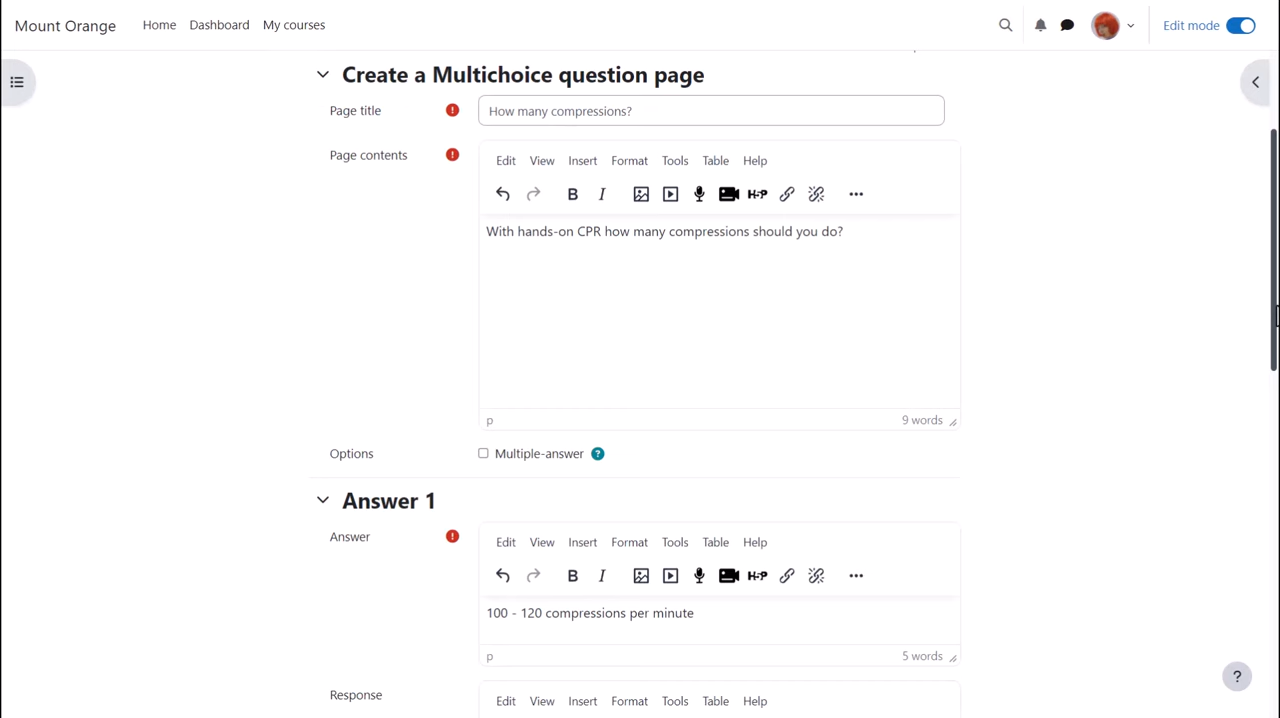 Mount Orange Home Dashboard My courses Edit mode
Create a Multichoice question page
Page title How many compressions?
Page contents Edit View Insert Format Tools Table Help
B I H-P
With hands-on CPR how many compressions should you do?
p 9 words
Options Multiple-answer ?
Answer 1
Answer Edit View Insert Format Tools Table Help
B I H-P
100 - 120 compressions per minute
p 5 words
?
Response Edit View Insert Format Tools Table Help